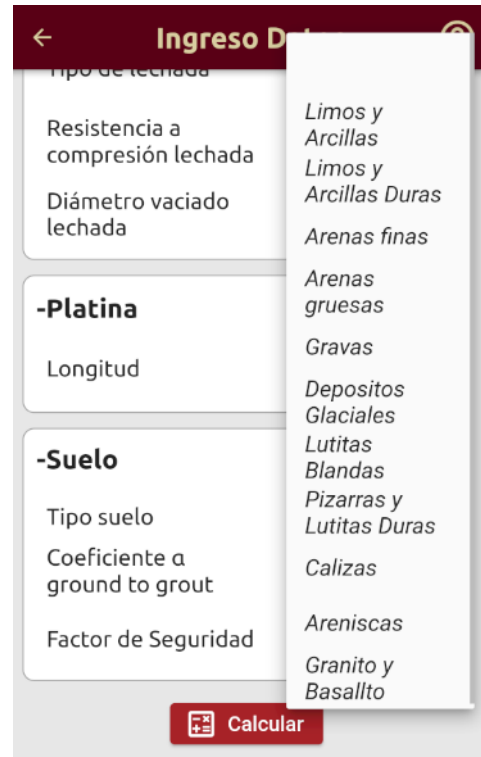 Ingreso D
Tipo de lechada
Resistencia a
compresión lechada
Diámetro vaciado
lechada
-Platina
Longitud
-Suelo
Tipo suelo
Coeficiente α
ground to grout
Factor de Seguridad
Calcular
Limos y
Arcillas
Limos y
Arcillas Duras
Arenas finas
Arenas
gruesas
Gravas
Depositos
Glaciales
Lutitas
Blandas
Pizarras y
Lutitas Duras
Calizas
Areniscas
Granito y
Basallto